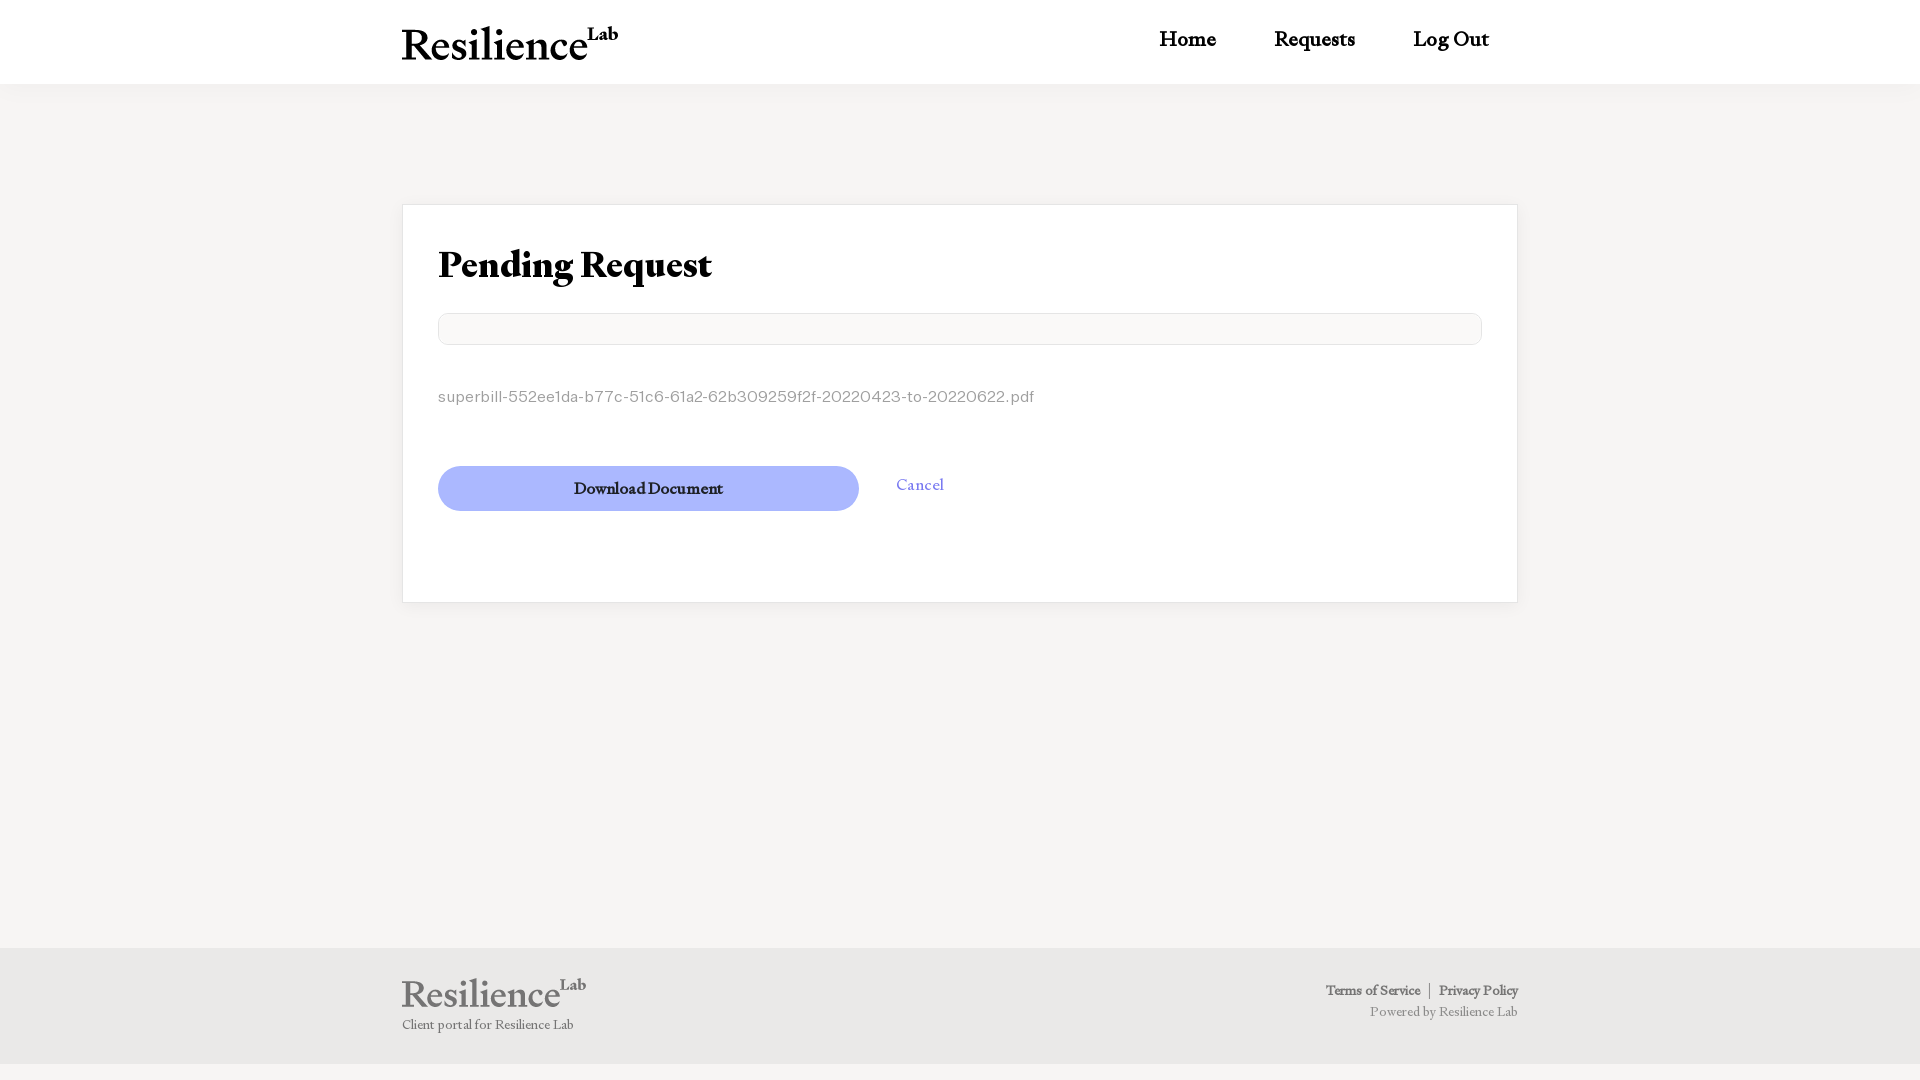 ResilienceLab
Home
Requests
Log Out
Pending Request
superbill-552ee1da-b77c-51c6-61a2-62b309259f2f-20220423-to-20220622.pdf
Download Document
Cancel
ResilienceLab
Client portal for Resilience Lab
Terms of Service | Privacy Policy
Powered by Resilience Lab